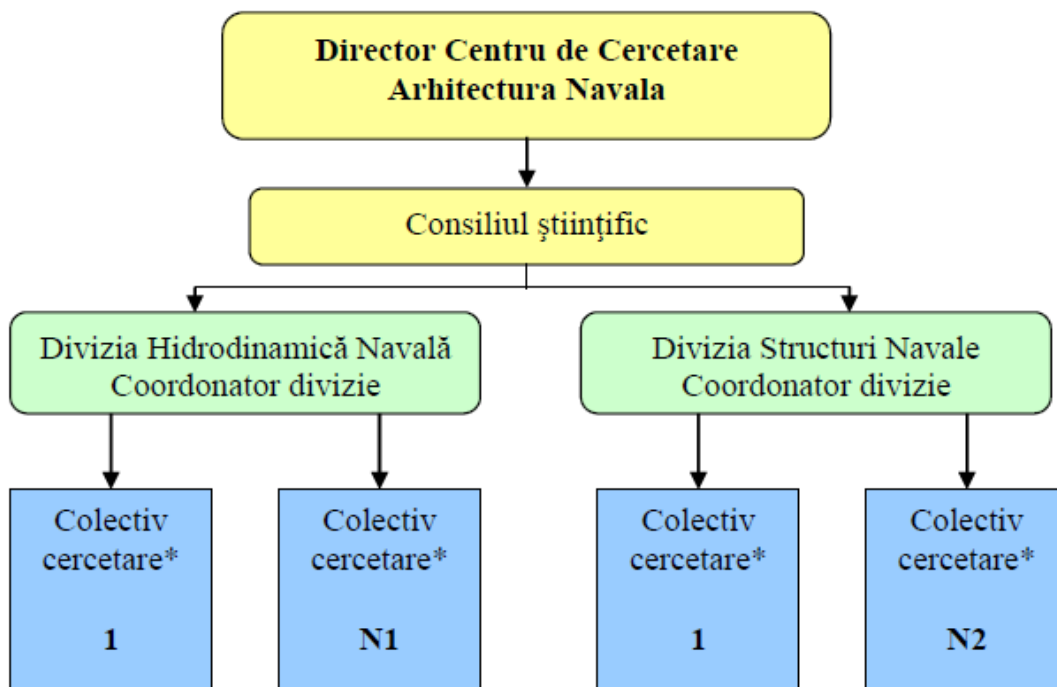 Director Centru de Cercetare
Arhitectura Navala
Consiliul ştiinţific
Divizia Hidrodinamică Navală
Coordonator divizie
Divizia Structuri Navale
Coordonator divizie
Colectiv
cercetare*
1
Colectiv
cercetare*
N1
Colectiv
cercetare*
1
Colectiv
cercetare*
N2